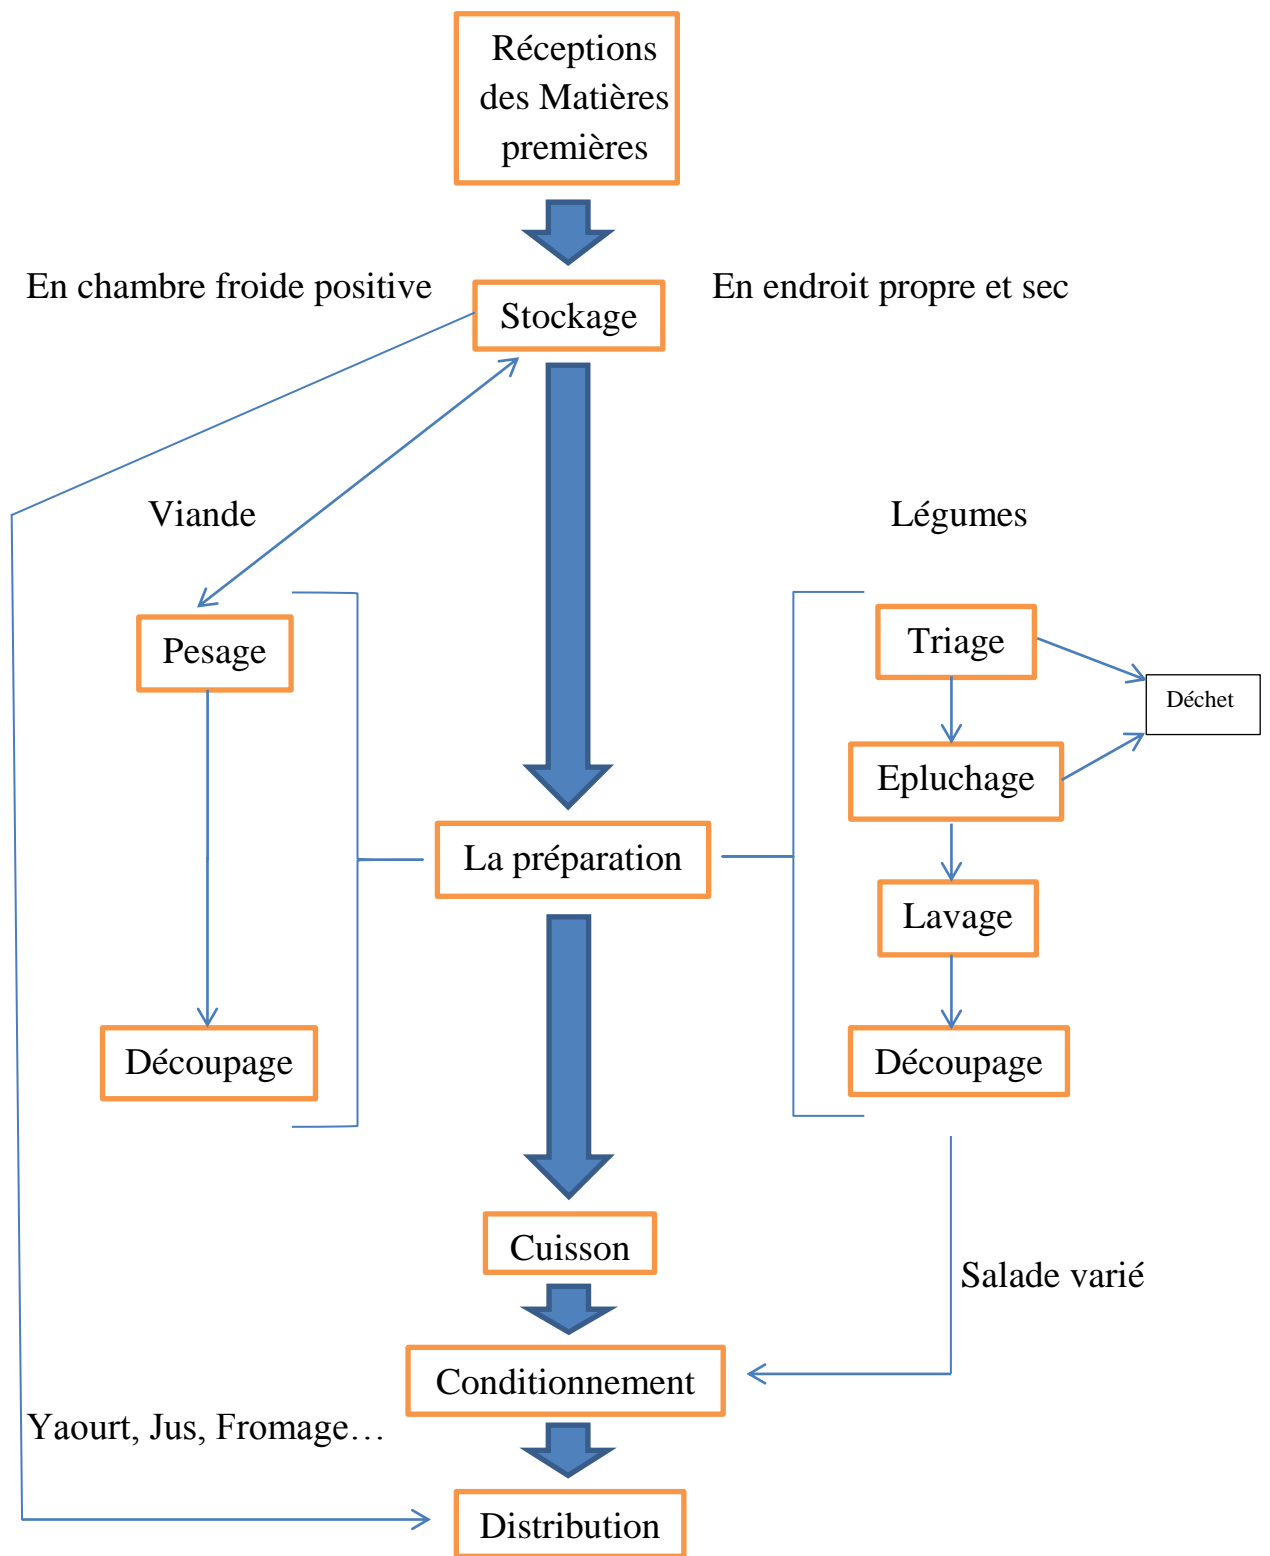 Réceptions
des Matières
premières
En chambre froide positive
En endroit propre et sec
Stockage
Viande
Légumes
Pesage
Triage
Déchet
Epluchage
La préparation
Lavage
Découpage
Découpage
Cuisson
Salade varié
Conditionnement
Yaourt, Jus, Fromage…
Distribution